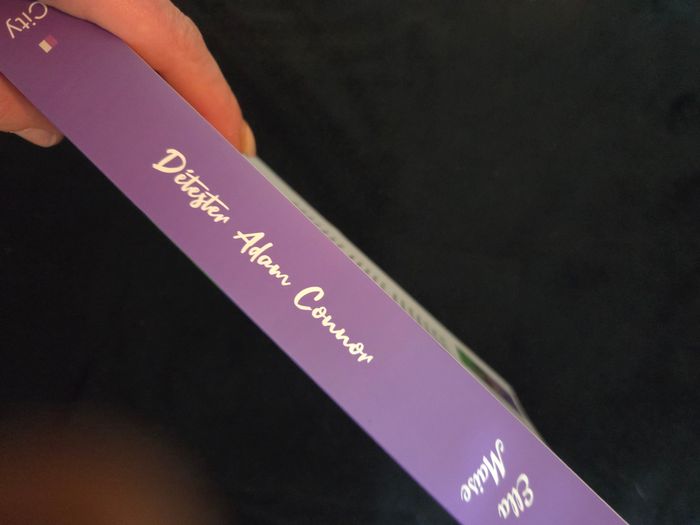 City
Détester Adam Connor
Ella
Maise